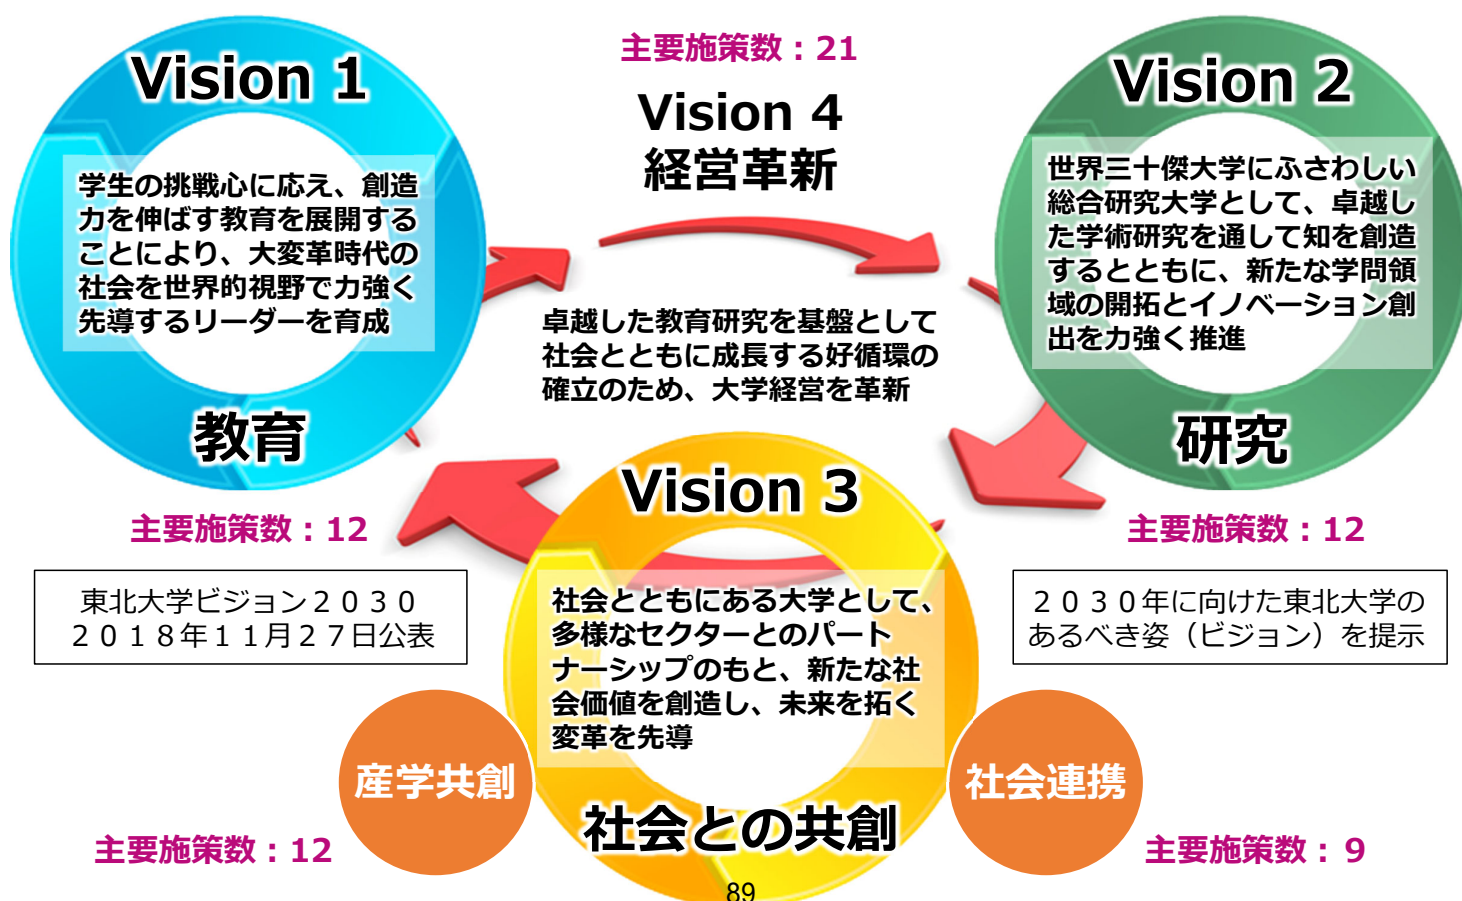 主要施策数：21
Vision 1
Vision 4
経営革新
Vision 2
学生の挑戦心に応え、創造
力を伸ばす教育を展開する
ことにより、大変革時代の
社会を世界的視野で力強く
先導するリーダーを育成
世界三十傑大学にふさわしい
総合研究大学として、卓越し
た学術研究を通して知を創造
するとともに、新たな学問領
域の開拓とイノベーション創
出を力強く推進
卓越した教育研究を基盤として
社会とともに成長する好循環の
確立のため、大学経営を革新
教育
研究
Vision 3
主要施策数：12
主要施策数：12
東北大学ビジョン２０３０
２０１８年１１月２７日公表
２０３０年に向けた東北大学の
あるべき姿（ビジョン）を提示
社会とともにある大学として、
多様なセクターとのパート
ナーシップのもと、新たな社
会価値を創造し、未来を拓く
変革を先導
産学共創
社会連携
社会との共創
主要施策数：12
主要施策数：9
89